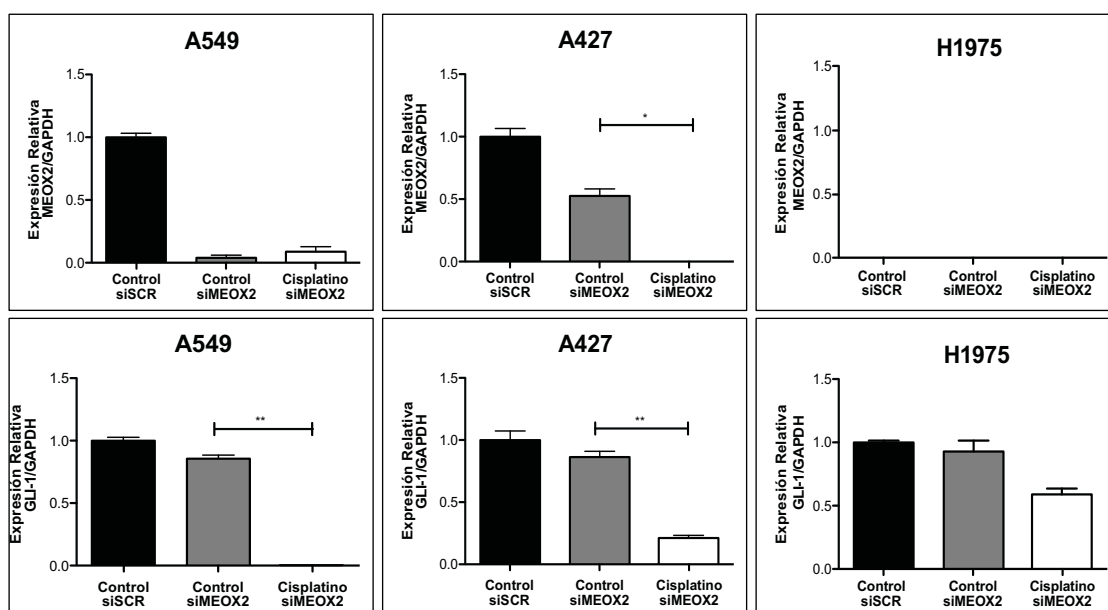 A549
Expresión Relativa
MEOX2/GAPDH
1.5
1.0
0.5
0.0
Control
siSCR
Control
siMEOX2
Cisplatino
siMEOX2
A427
Expresión Relativa
MEOX2/GAPDH
1.5
1.0
0.5
0.0
*
Control
siSCR
Control
siMEOX2
Cisplatino
siMEOX2
H1975
Expresión Relativa
MEOX2/GAPDH
1.5
1.0
0.5
0.0
Control
siSCR
Control
siMEOX2
Cisplatino
siMEOX2
A549
Expresión Relativa
GLI-1/GAPDH
1.5
1.0
0.5
0.0
**
Control
siSCR
Control
siMEOX2
Cisplatino
siMEOX2
A427
Expresión Relativa
GLI-1/GAPDH
1.5
1.0
0.5
0.0
**
Control
siSCR
Control
siMEOX2
Cisplatino
siMEOX2
H1975
Expresión Relativa
GLI-1/GAPDH
1.5
1.0
0.5
0.0
Control
siSCR
Control
siMEOX2
Cisplatino
siMEOX2